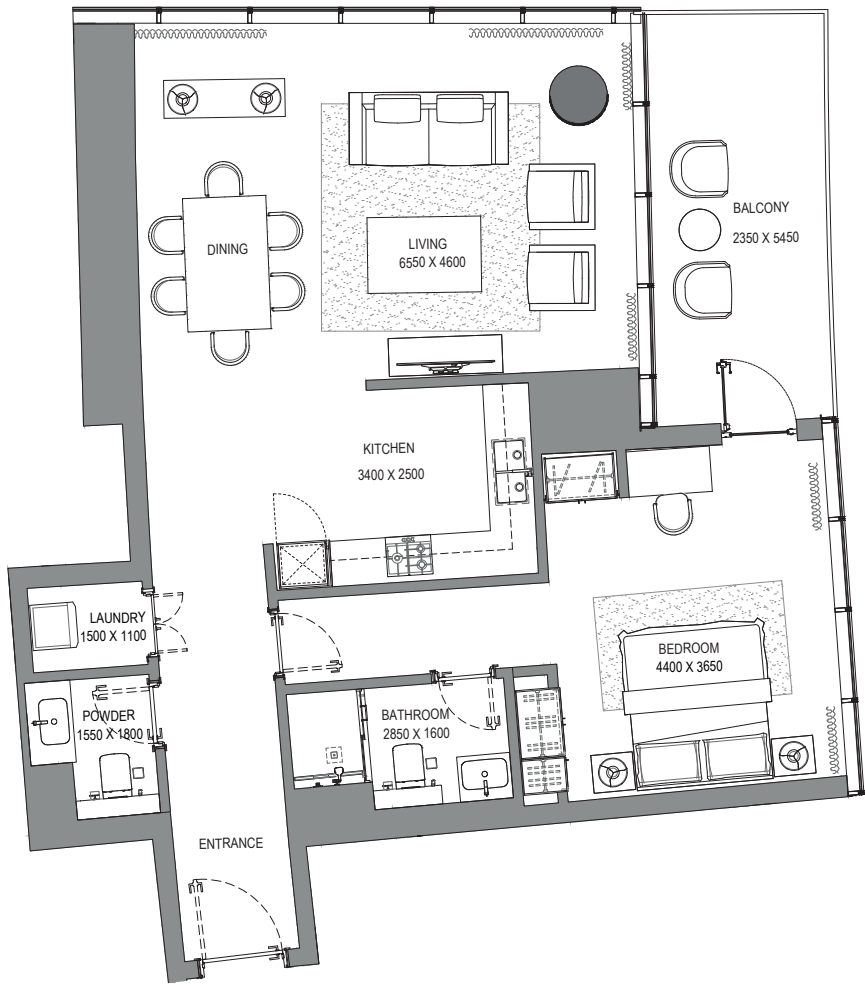 BALCONY
2350 X 5450
DINING
LIVING
6550 X 4600
KITCHEN
3400 X 2500
LAUNDRY
1500 X 1100
BEDROOM
4400 X 3650
POWDER
1550 X 1800
BATHROOM
2850 X 1600
ENTRANCE